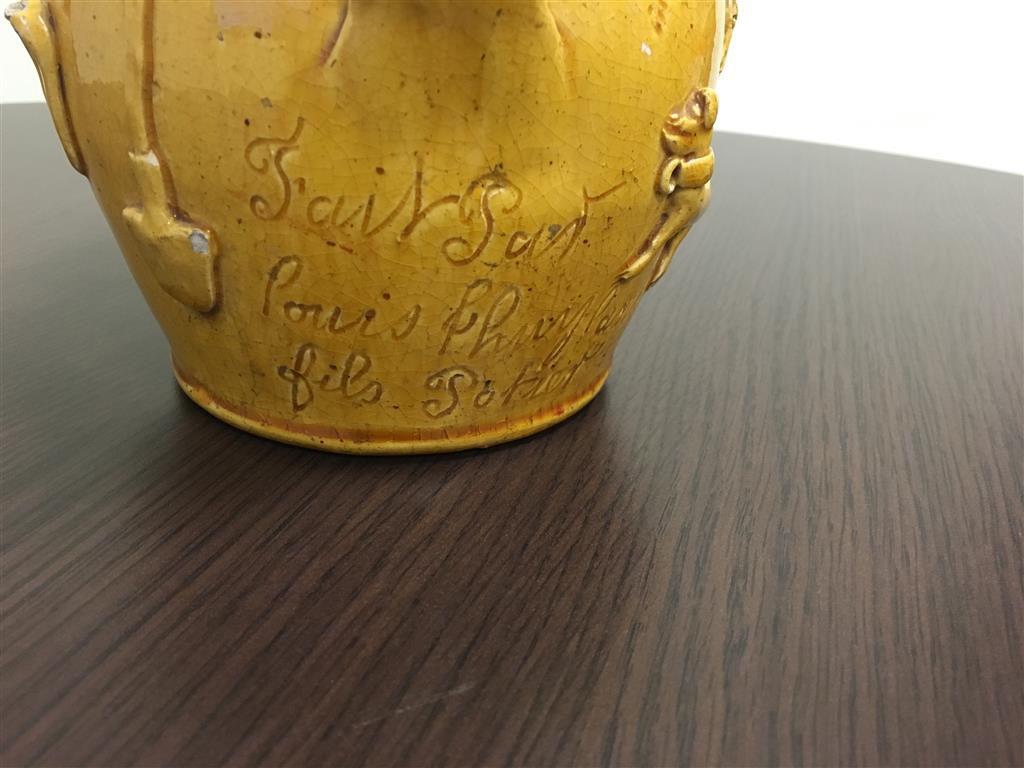 Fait Par
louis
fils Potier